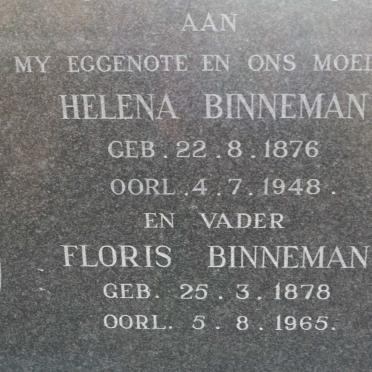 AAN
MY EGGENOTE EN ONS
HELENA BINNEMAN
GEB. 22. 8. 1876
OORL. 4. 7. 1948.
EN VADER
FLORIS BINNEMAN
GEB. 25. 3. 1878
OORL. 5. 8. 1965.